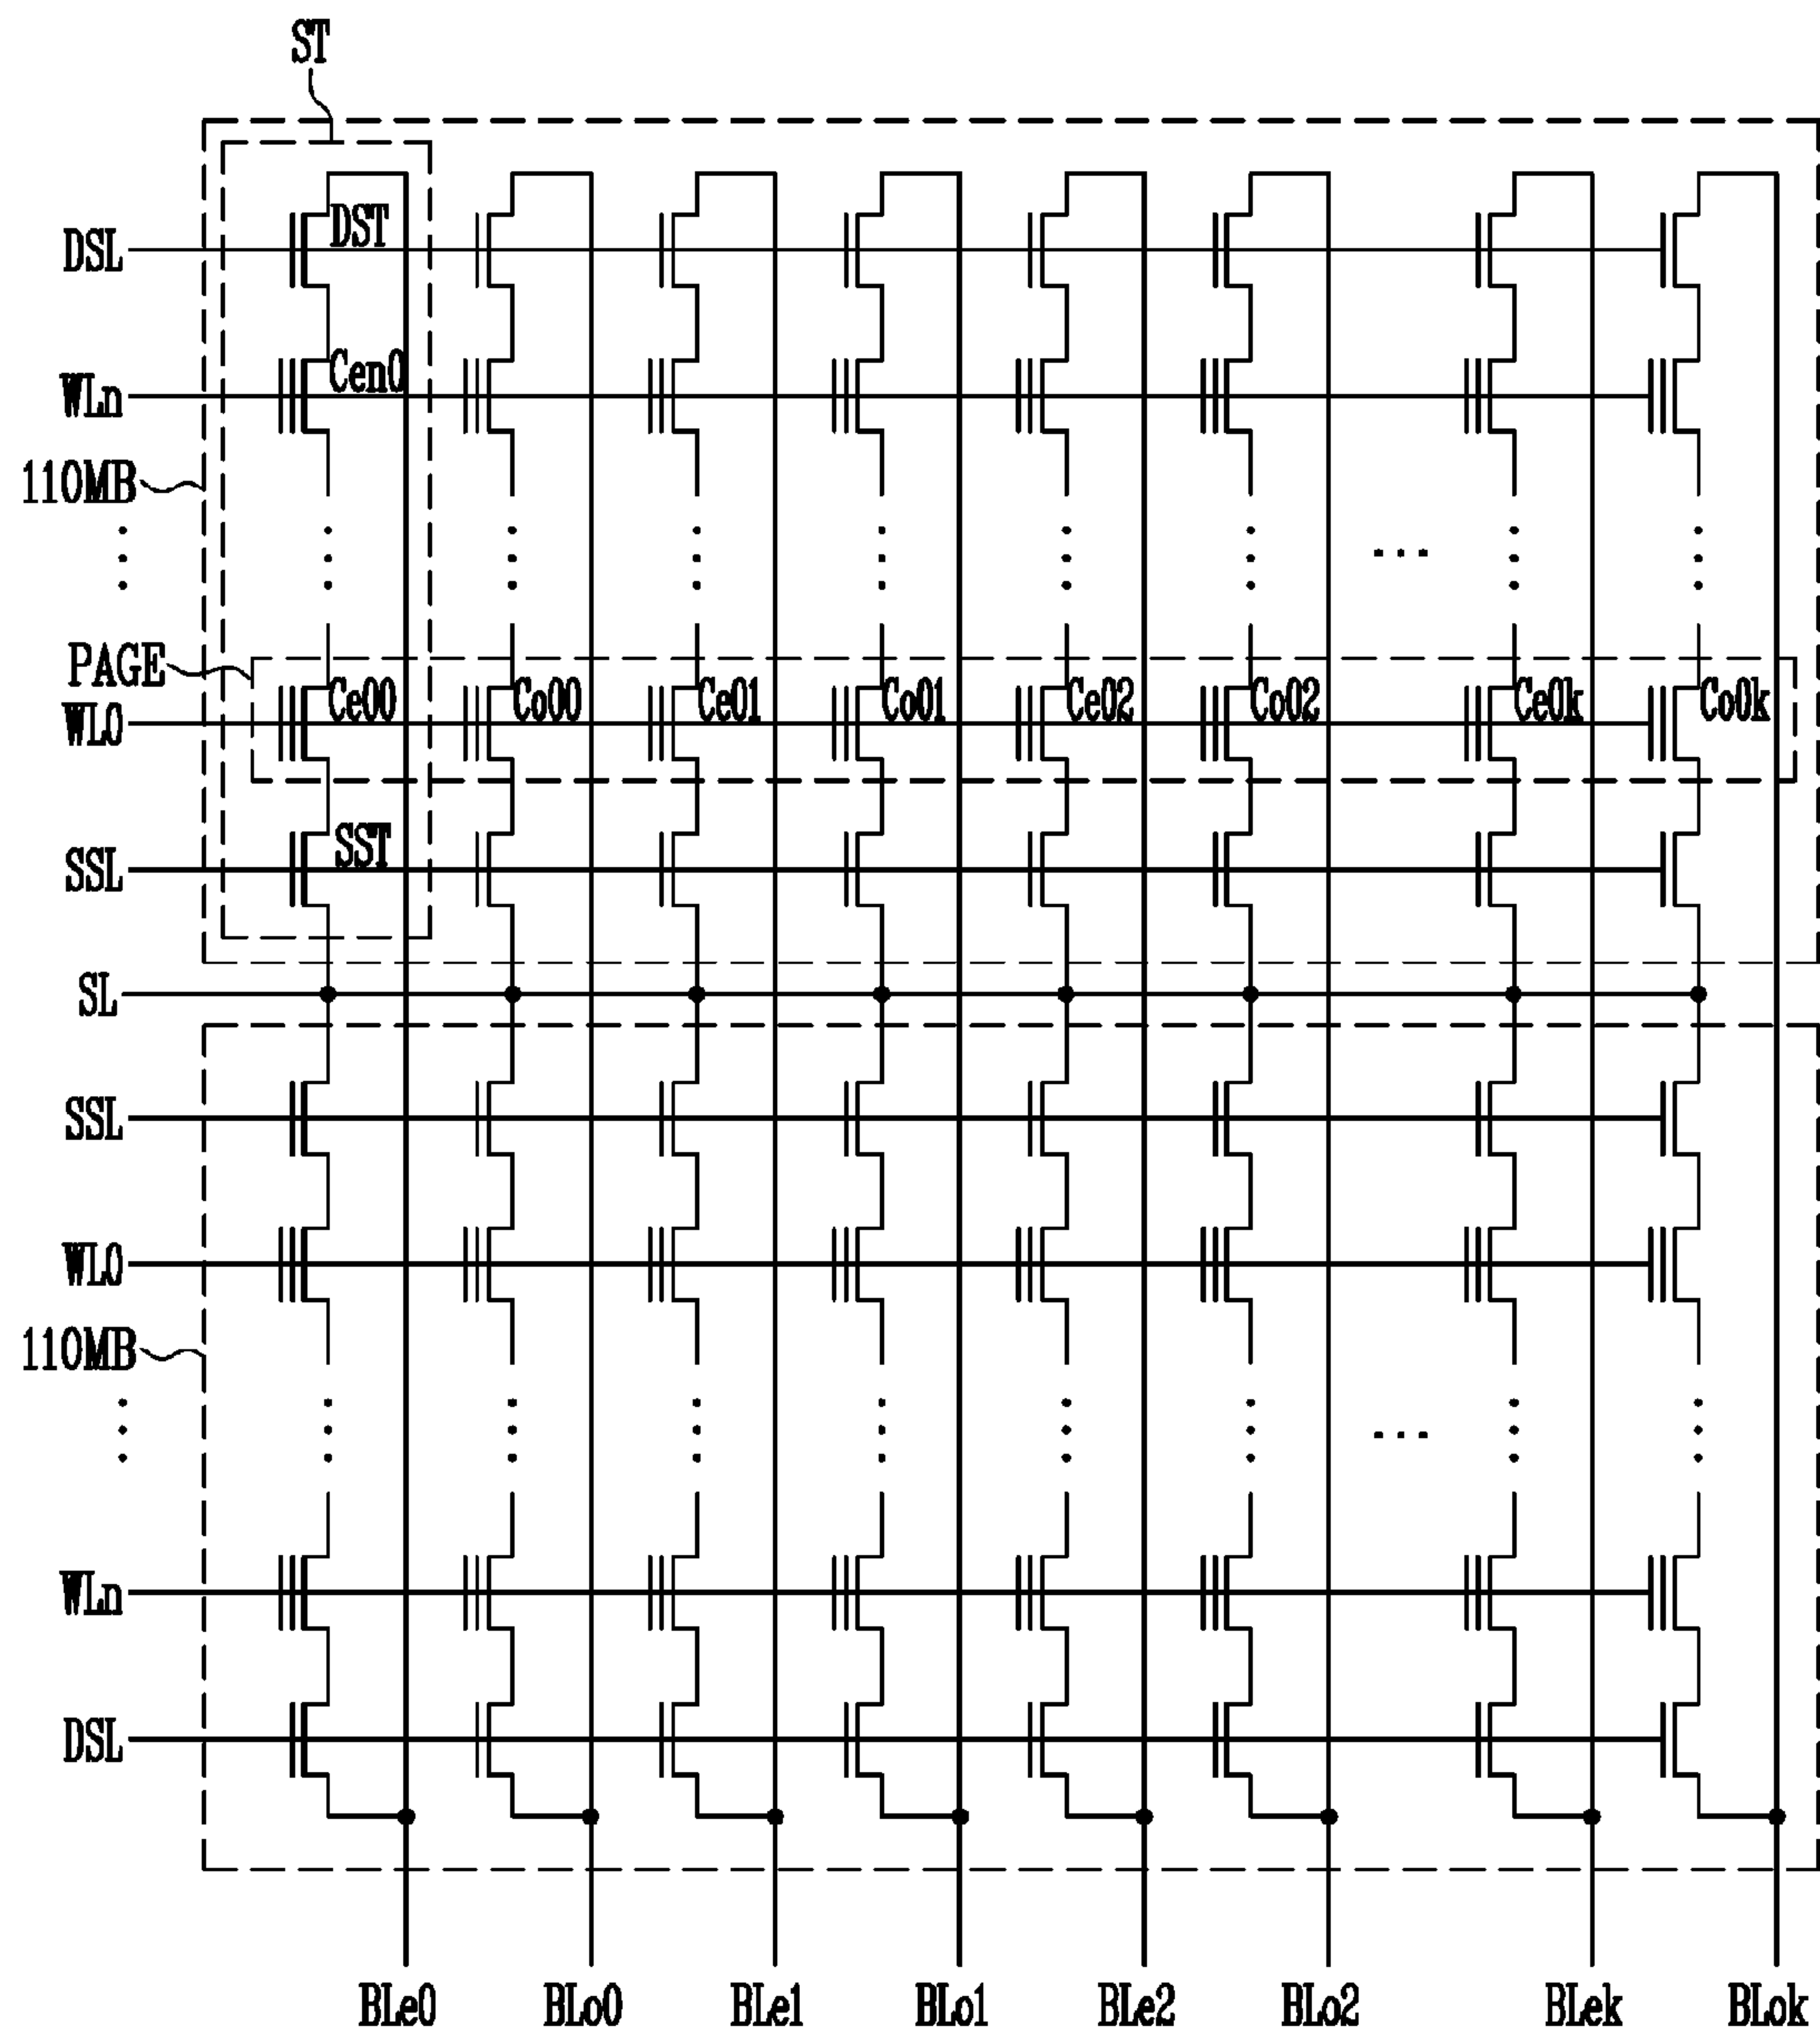 ST
DST
DSL
Cen0
WLn
110MB
PAGE
Ce00 Co00 Ce01 Co01 Ce02 Co02 Ce0k Co0k
WL0
SST
SSL
SL
SSL
WL0
110MB
WLn
DSL
BLe0 BLo0 BLe1 BLo1 BLe2 BLo2 BLek BLok